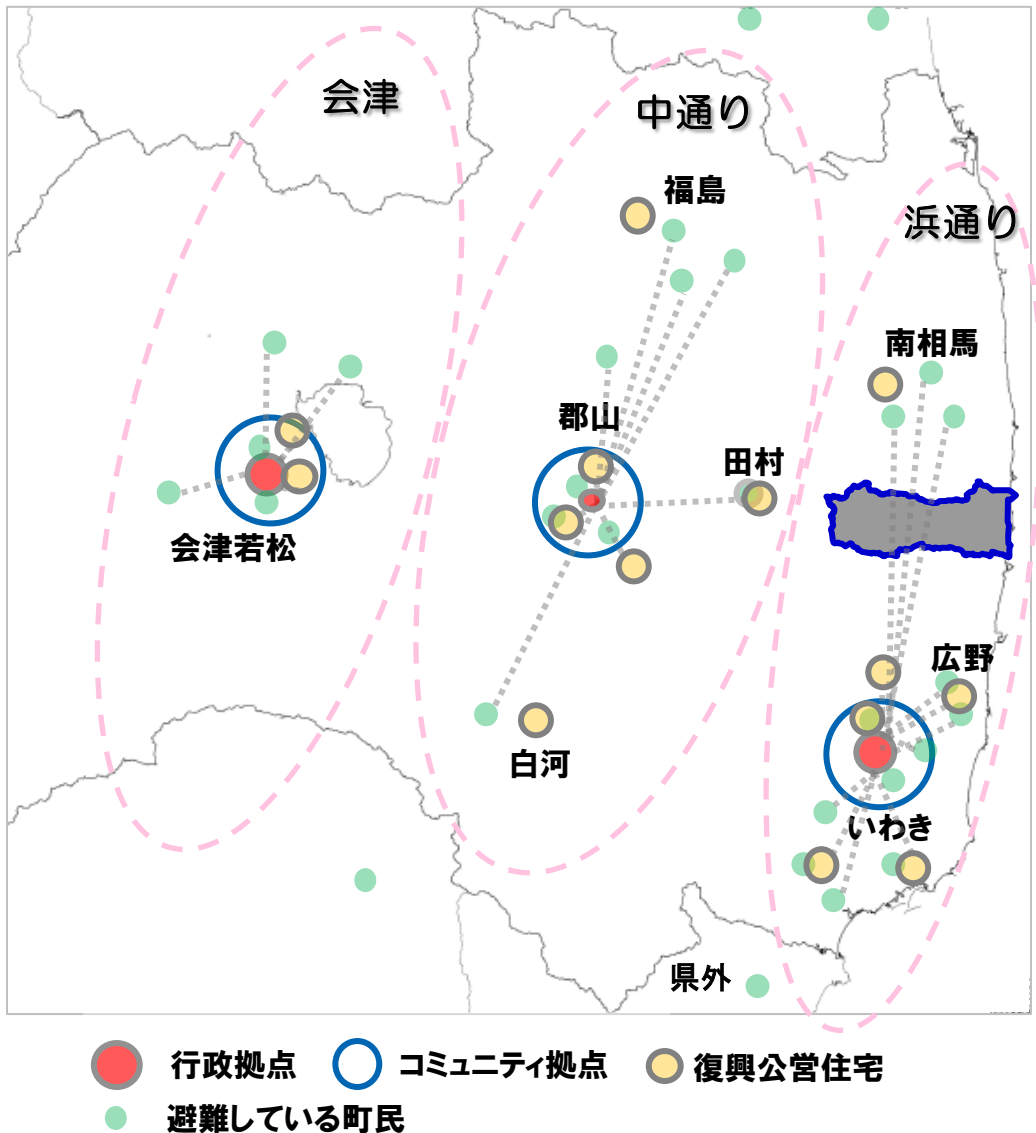 会津
中通り
福島
浜通り
南相馬
郡山
田村
会津若松
広野
白河
いわき
県外
行政拠点
コミュニティ拠点
復興公営住宅
避難している町民